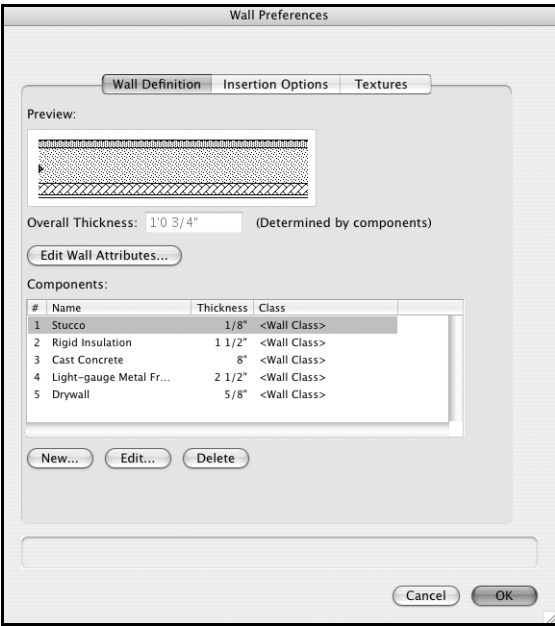 Wall Preferences
Wall Definition Insertion Options Textures
Preview:
Overall Thickness: 1'0 3/4" (Determined by components)
Edit Wall Attributes...
Components:
# Name Thickness Class
1 Stucco 1/8" <Wall Class>
2 Rigid Insulation 1 1/2" <Wall Class>
3 Cast Concrete 8" <Wall Class>
4 Light-gauge Metal Fr... 2 1/2" <Wall Class>
5 Drywall 5/8" <Wall Class>
New... Edit... Delete
Cancel OK